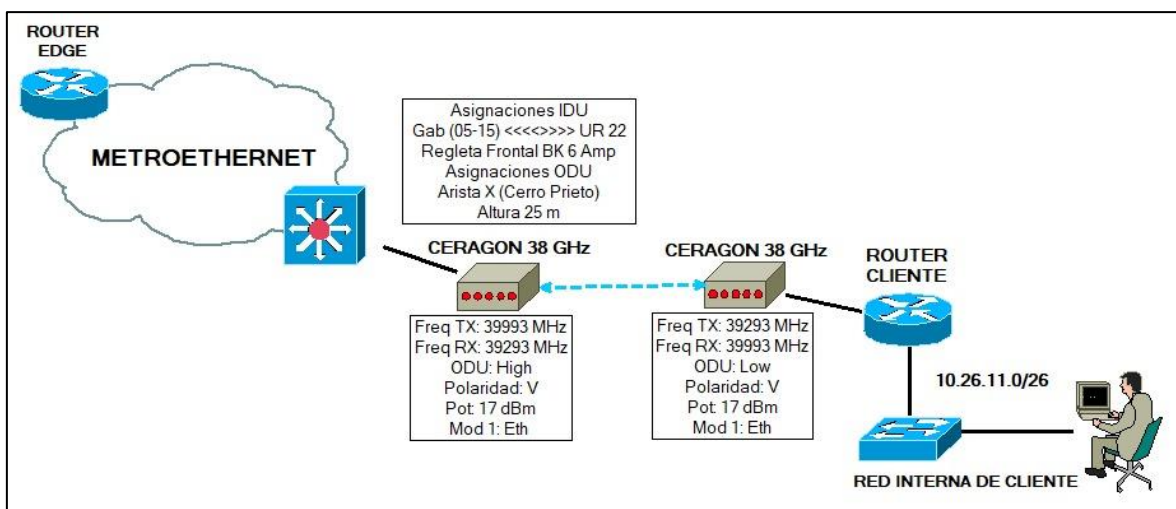 ROUTER
EDGE
METROETHERNET
Asignaciones IDU
Gab (05-15) <<<<>>>> UR 22
Regleta Frontal BK 6 Amp
Asignaciones ODU
Arista X (Cerro Prieto)
Altura 25 m
CERAGON 38 GHz
Freq TX: 39993 MHz
Freq RX: 39293 MHz
ODU: High
Polaridad: V
Pot: 17 dBm
Mod 1: Eth
CERAGON 38 GHz
Freq TX: 39293 MHz
Freq RX: 39993 MHz
ODU: Low
Polaridad: V
Pot: 17 dBm
Mod 1: Eth
ROUTER
CLIENTE
10.26.11.0/26
RED INTERNA DE CLIENTE